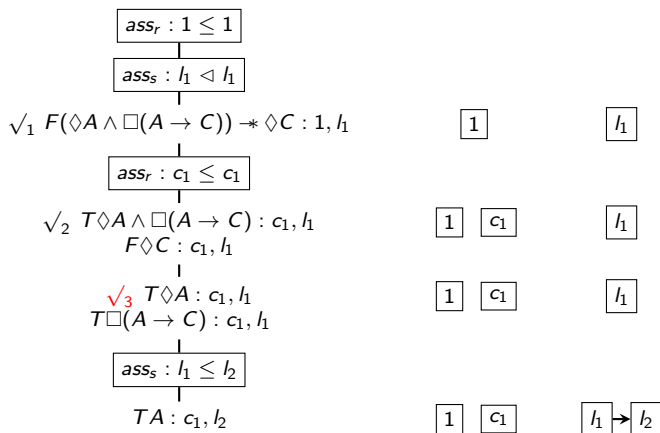 ass_r : 1 ≤ 1
ass_s : l_1 ◁ l_1
√_1 F(◊A ∧ □(A → C)) -∗ ◊C : 1, l_1 1 l_1
ass_r : c_1 ≤ c_1
√_2 T◊A ∧ □(A → C) : c_1, l_1 1 c_1 l_1
F◊C : c_1, l_1
√_3 T◊A : c_1, l_1 1 c_1 l_1
T□(A → C) : c_1, l_1
ass_s : l_1 ≤ l_2
TA : c_1, l_2 1 c_1 l_1 l_2